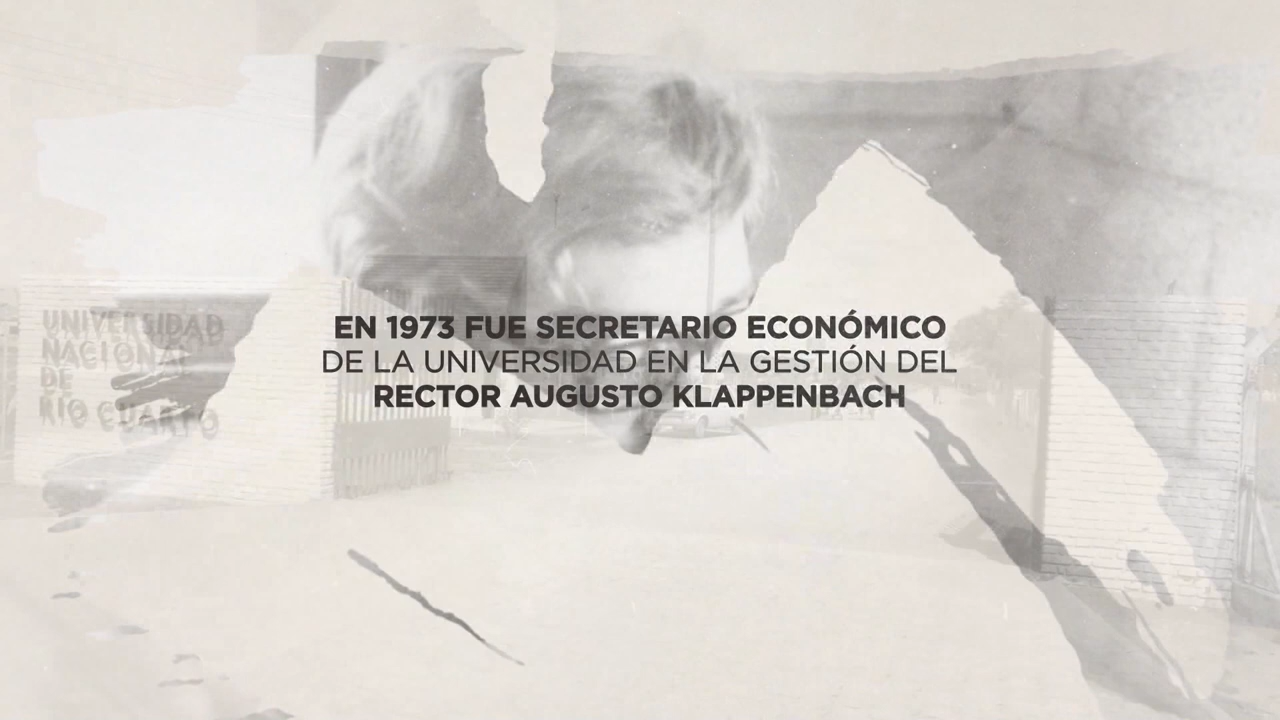 EN 1973 FUE SECRETARIO ECONÓMICO
DE LA UNIVERSIDAD EN LA GESTIÓN DEL
RECTOR AUGUSTO KLAPPENBACH
UNIVERSIDAD
NACIONAL
DE
RIO CUARTO